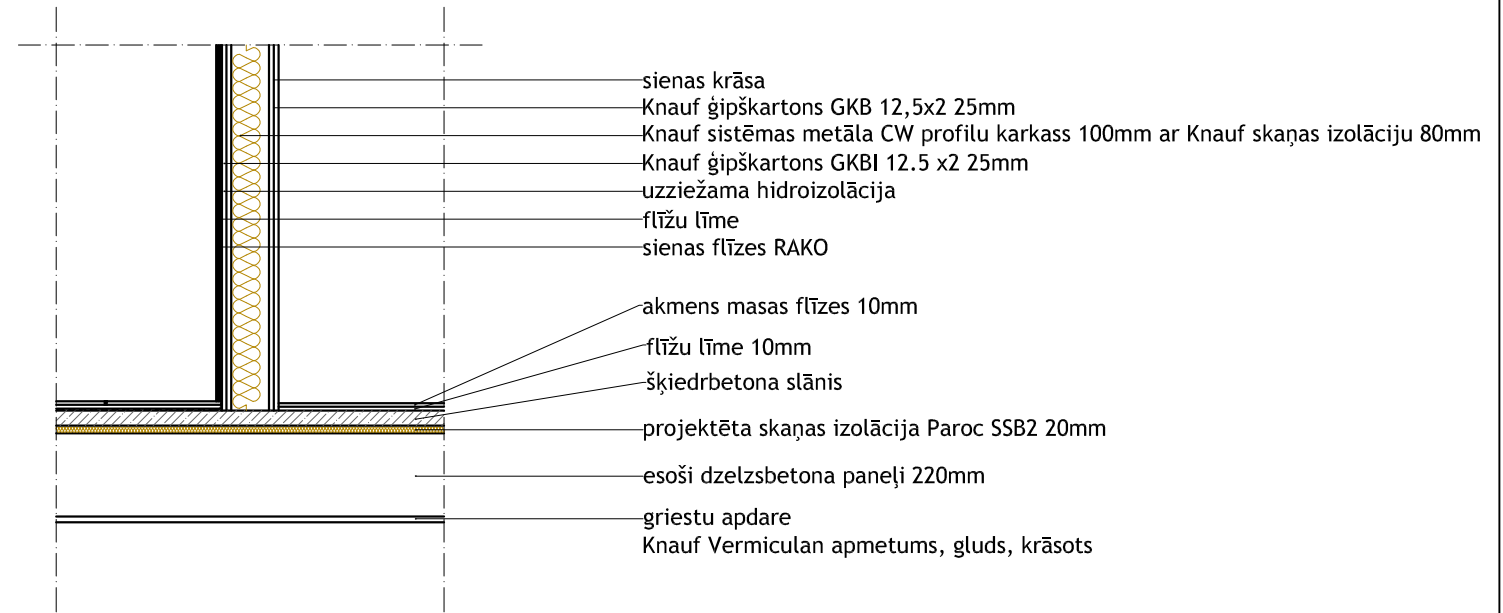 sienas krāsa
Knauf ģipškartons GKB 12,5x2 25mm
Knauf sistēmas metāla CW profilu karkass 100mm ar Knauf skaņas izolāciju 80mm
Knauf ģipškartons GKBI 12.5 x2 25mm
uzziežama hidroizolācija
flīžu līme
sienas flīzes RAKO
akmens masas flīzes 10mm
flīžu līme 10mm
šķiedrbetona slānis
projektēta skaņas izolācija Paroc SSB2 20mm
esoši dzelzsbetona paneļi 220mm
griestu apdare
Knauf Vermiculan apmetums, gluds, krāsots